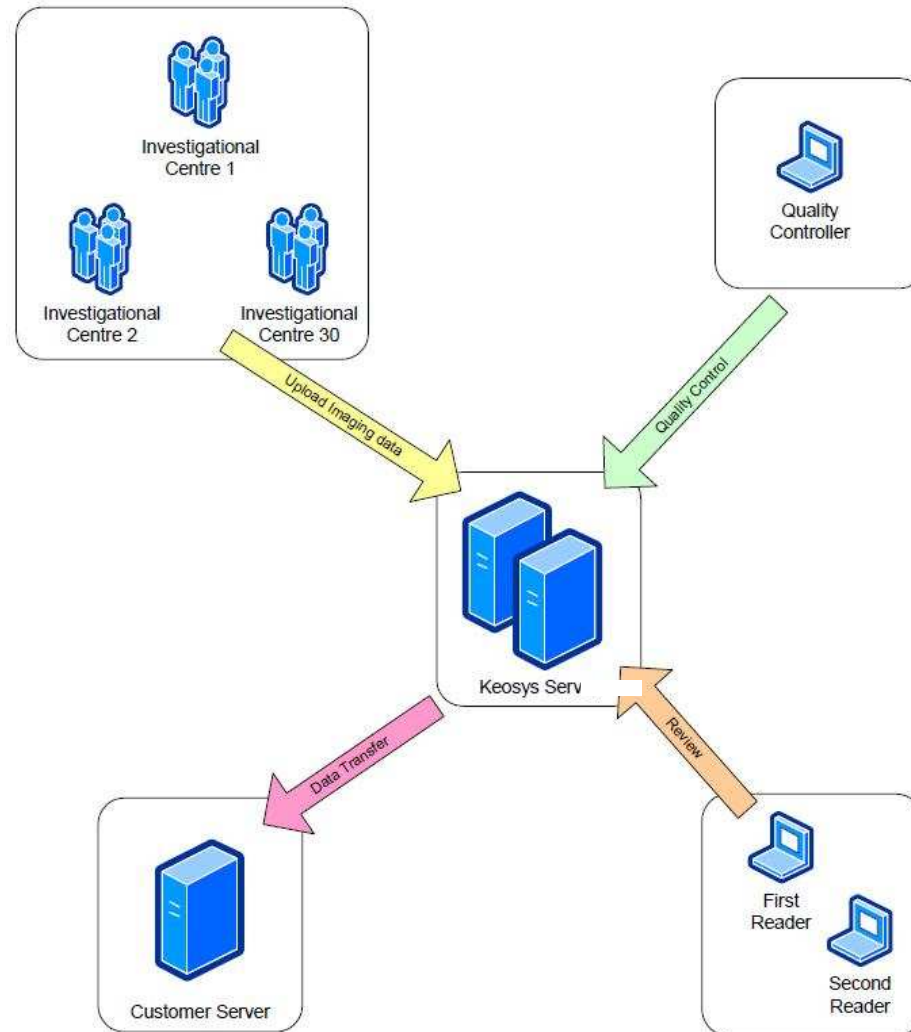 Investigational
Centre 1
Investigational
Centre 2
Investigational
Centre 30
Quality
Controller
Upload Imaging data
Quality Control
Keosys
Review
Data Transfer
Customer Server
First
Reader
Second
Reader